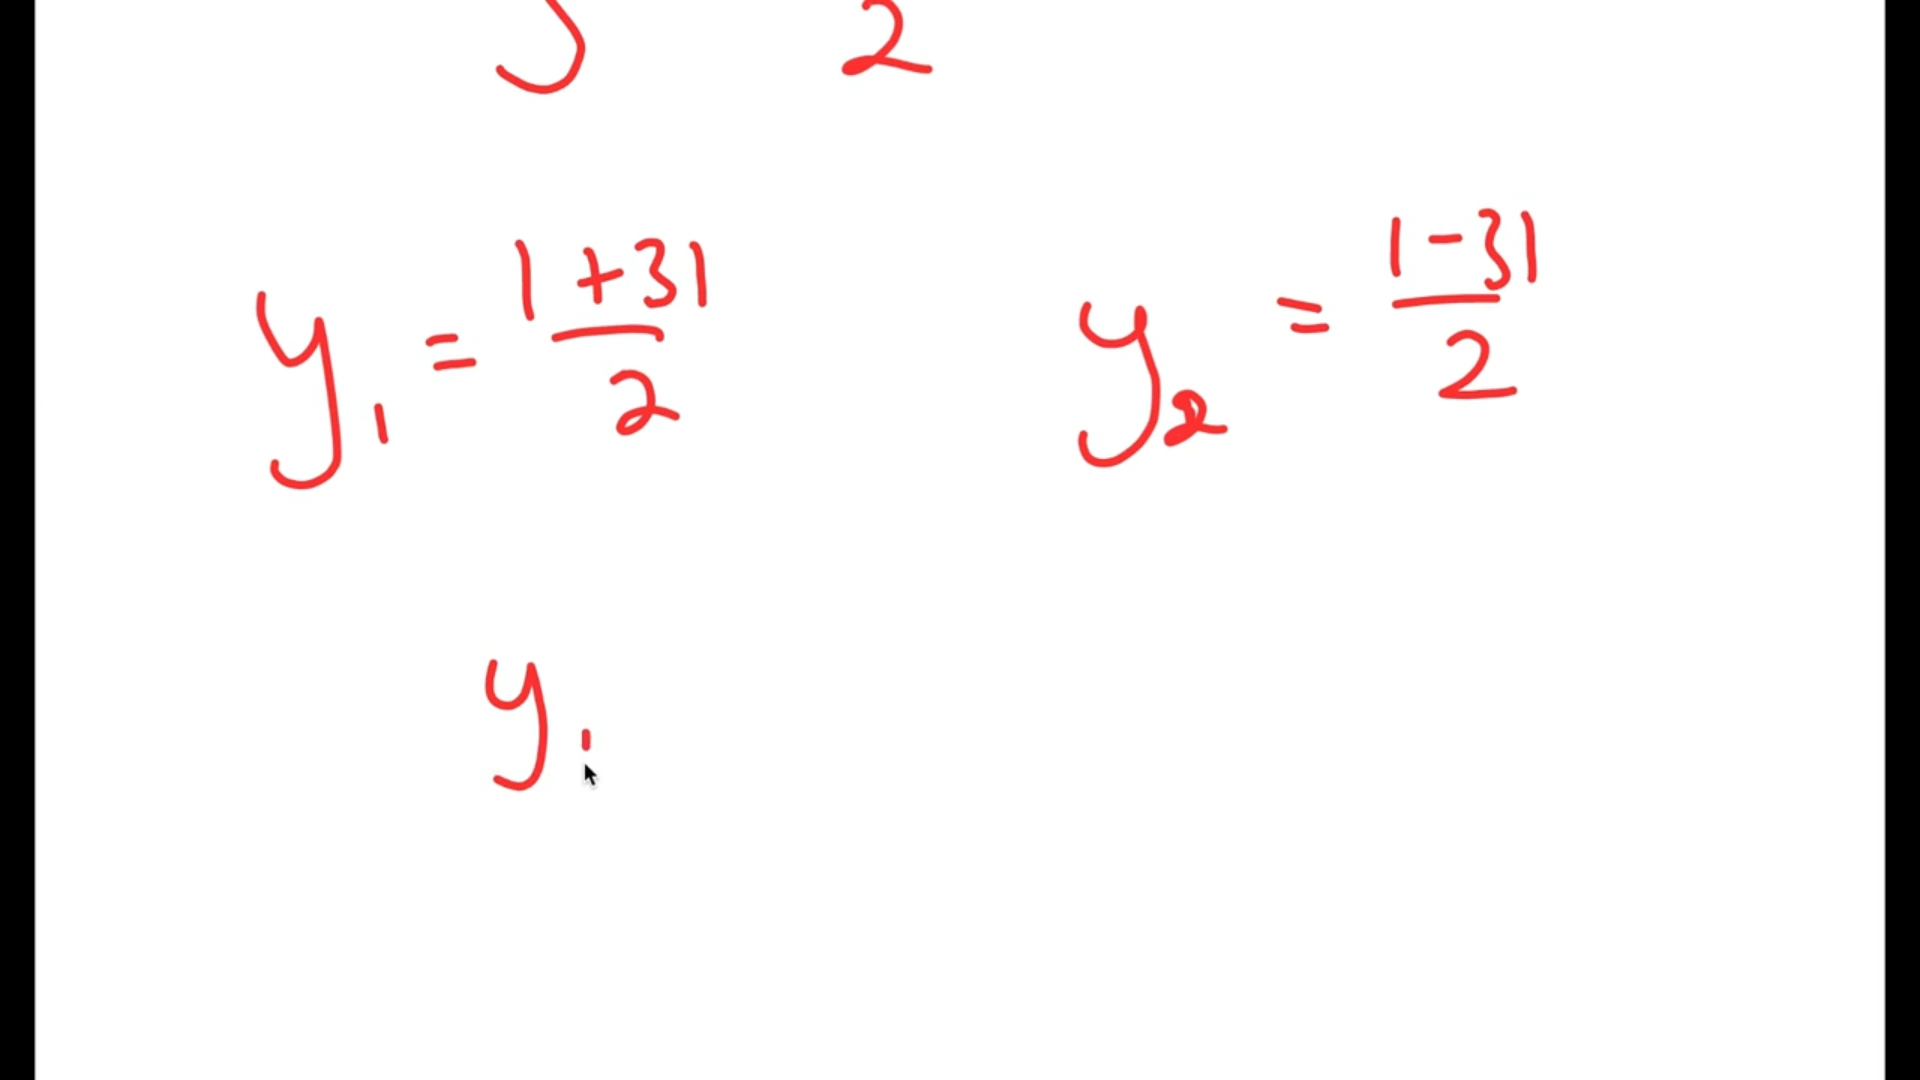 y 2
y₁ = (1 + 31)/2 y₂ = (1 - 31)/2
y₁